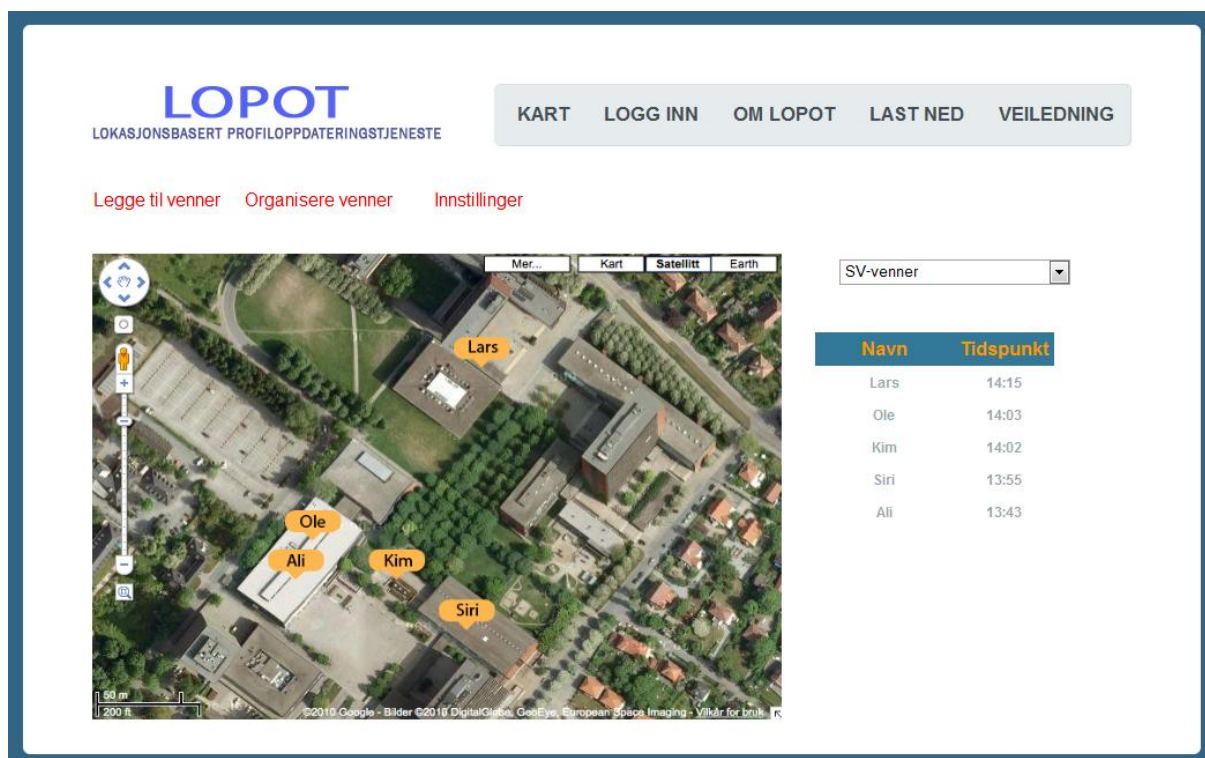 LOPOT
LOKASJONSBASERT PROFILOPPDATERINGSTJENESTE
KART LOGG INN OM LOPOT LAST NED VEILEDNING
Legge til venner Organisere venner Innstillinger
Mer... Kart Satellitt Earth
SV-venner
Navn Tidspunkt
Lars 14:15
Ole 14:03
Kim 14:02
Siri 13:55
Ali 13:43
Lars
Ole
Ali
Kim
Siri
50 m
200 ft
©2010 Google - Bilder ©2010 DigitalGlobe, GeoEye, European Space Imaging - Vilkår for bruk